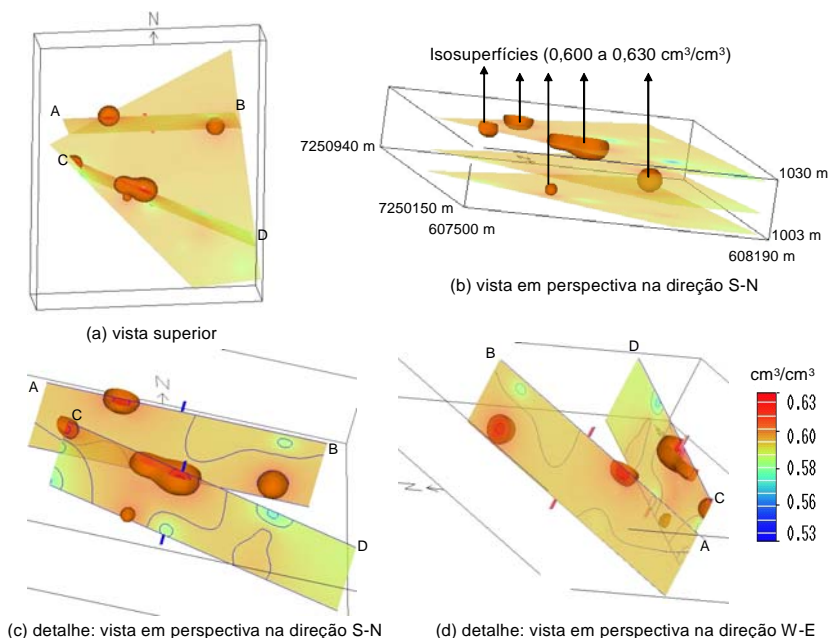 N
A
B
C
D
(a) vista superior
Isosuperfícies (0,600 a 0,630 cm³/cm³)
7250940 m
7250150 m
607500 m
1030 m
1003 m
608190 m
(b) vista em perspectiva na direção S-N
A
N
C
B
D
(c) detalhe: vista em perspectiva na direção S-N
B
D
N
C
A
cm³/cm³
0.63
0.60
0.58
0.56
0.53
(d) detalhe: vista em perspectiva na direção W-E